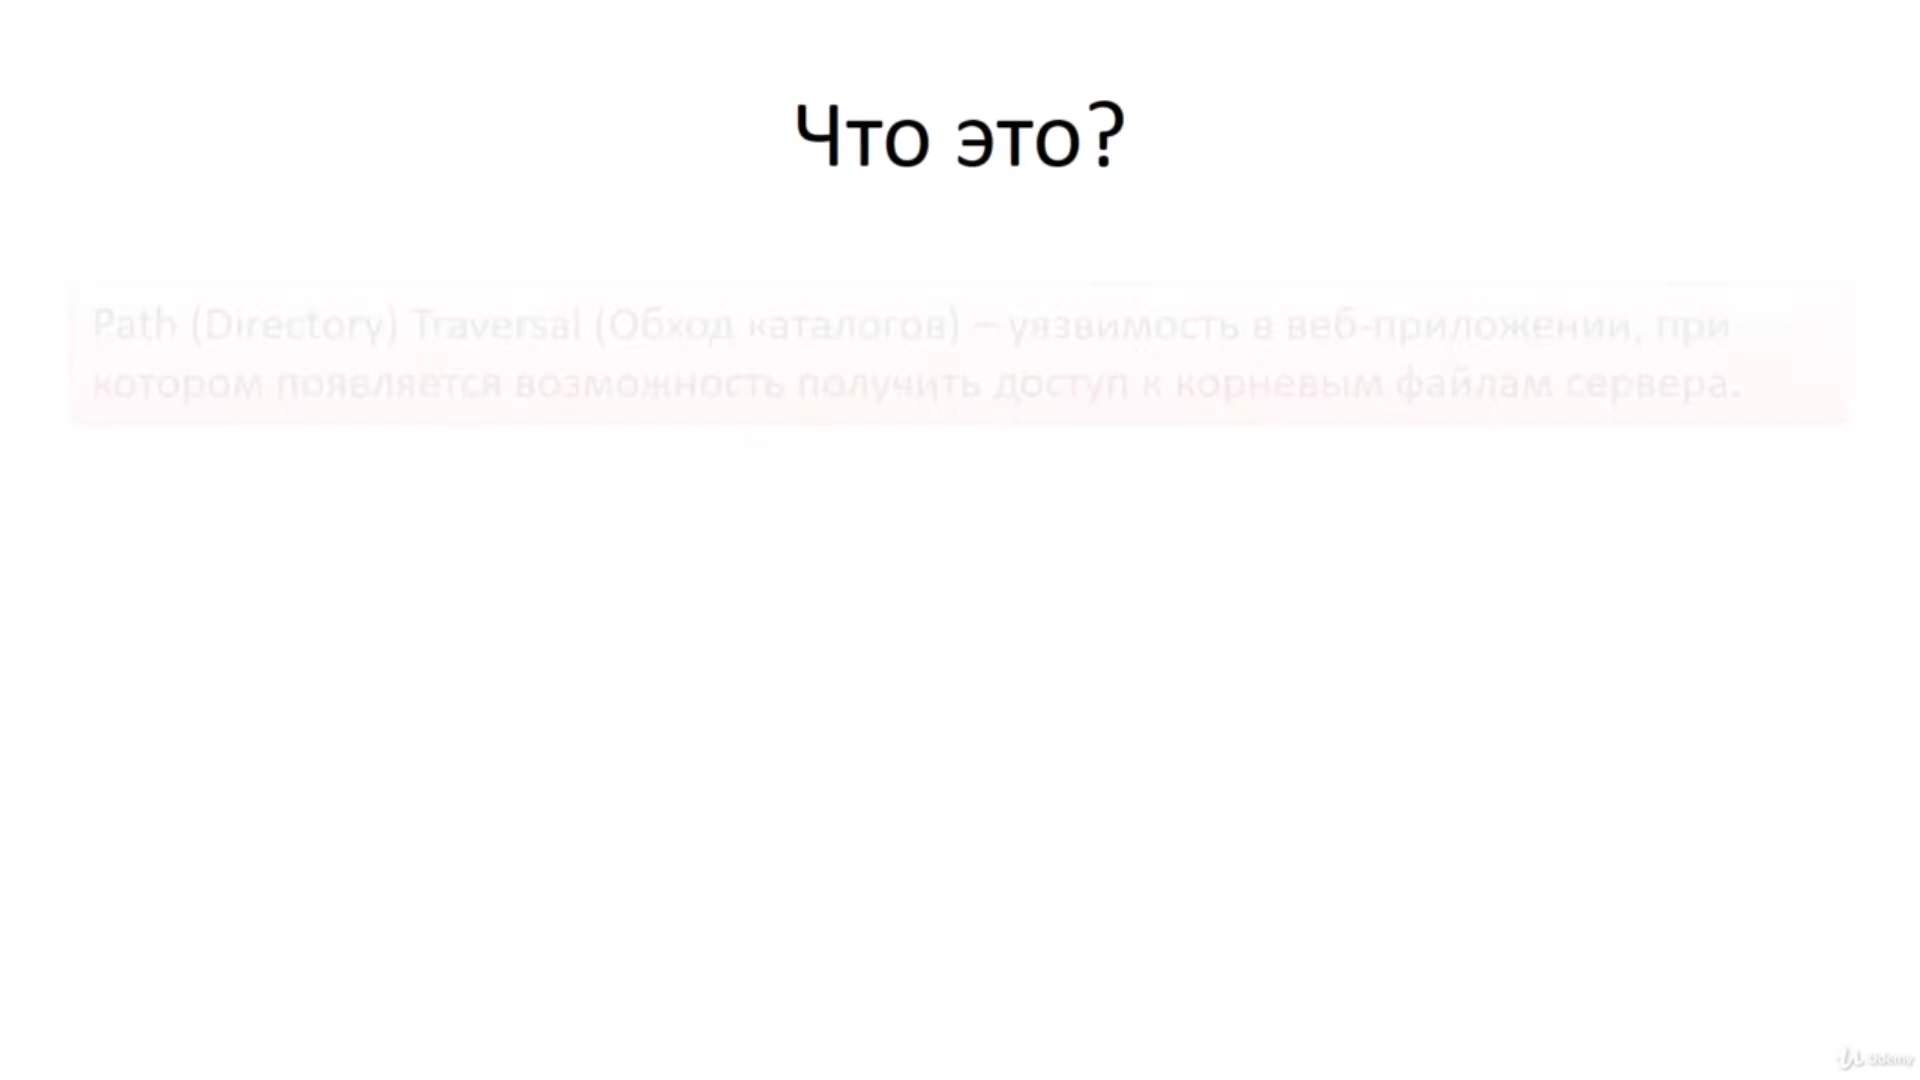 Что это?
Path (Directory) Traversal (Обход каталогов) – уязвимость в веб-приложении, при
котором появляется возможность получить доступ к корневым файлам сервера.
Udemy